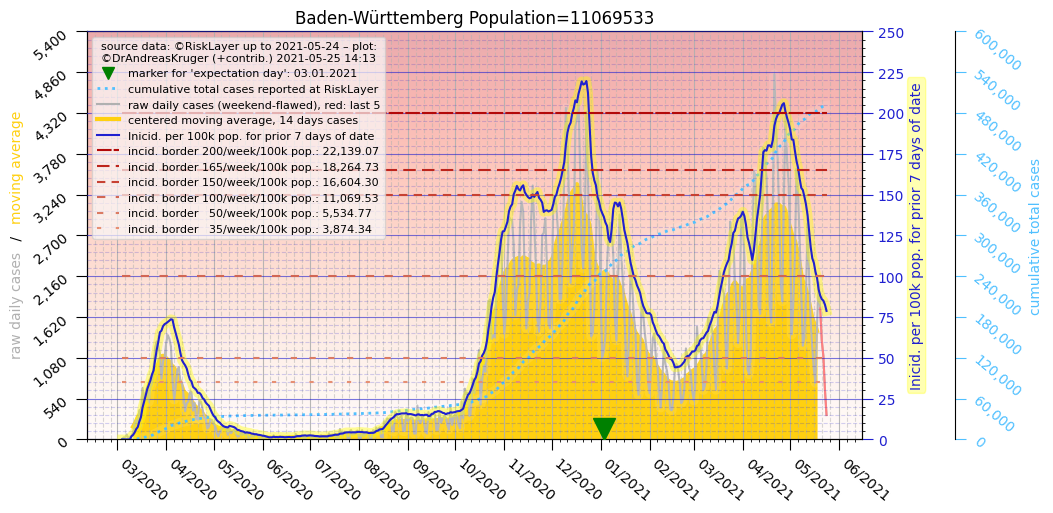 Baden-Württemberg Population=11069533
source data: ©RiskLayer up to 2021-05-24 – plot:
©DrAndreasKruger (+contrib.) 2021-05-25 14:13
marker for 'expectation day': 03.01.2021
cumulative total cases reported at RiskLayer
raw daily cases (weekend-flawed), red: last 5
centered moving average, 14 days cases
Inicid. per 100k pop. for prior 7 days of date
incid. border 200/week/100k pop.: 22,139.07
incid. border 165/week/100k pop.: 18,264.73
incid. border 150/week/100k pop.: 16,604.30
incid. border 100/week/100k pop.: 11,069.53
incid. border 50/week/100k pop.: 5,534.77
incid. border 35/week/100k pop.: 3,874.34
raw daily cases / moving average
5,400
4,860
4,320
3,780
3,240
2,700
2,160
1,620
1,080
540
0
250
225
200
175
150
125
100
75
50
25
0
Inicid. per 100k pop. for prior 7 days of date
600,000
540,000
480,000
420,000
360,000
300,000
240,000
180,000
120,000
60,000
0
cumulative total cases
03/2020
04/2020
05/2020
06/2020
07/2020
08/2020
09/2020
10/2020
11/2020
12/2020
01/2021
02/2021
03/2021
04/2021
05/2021
06/2021